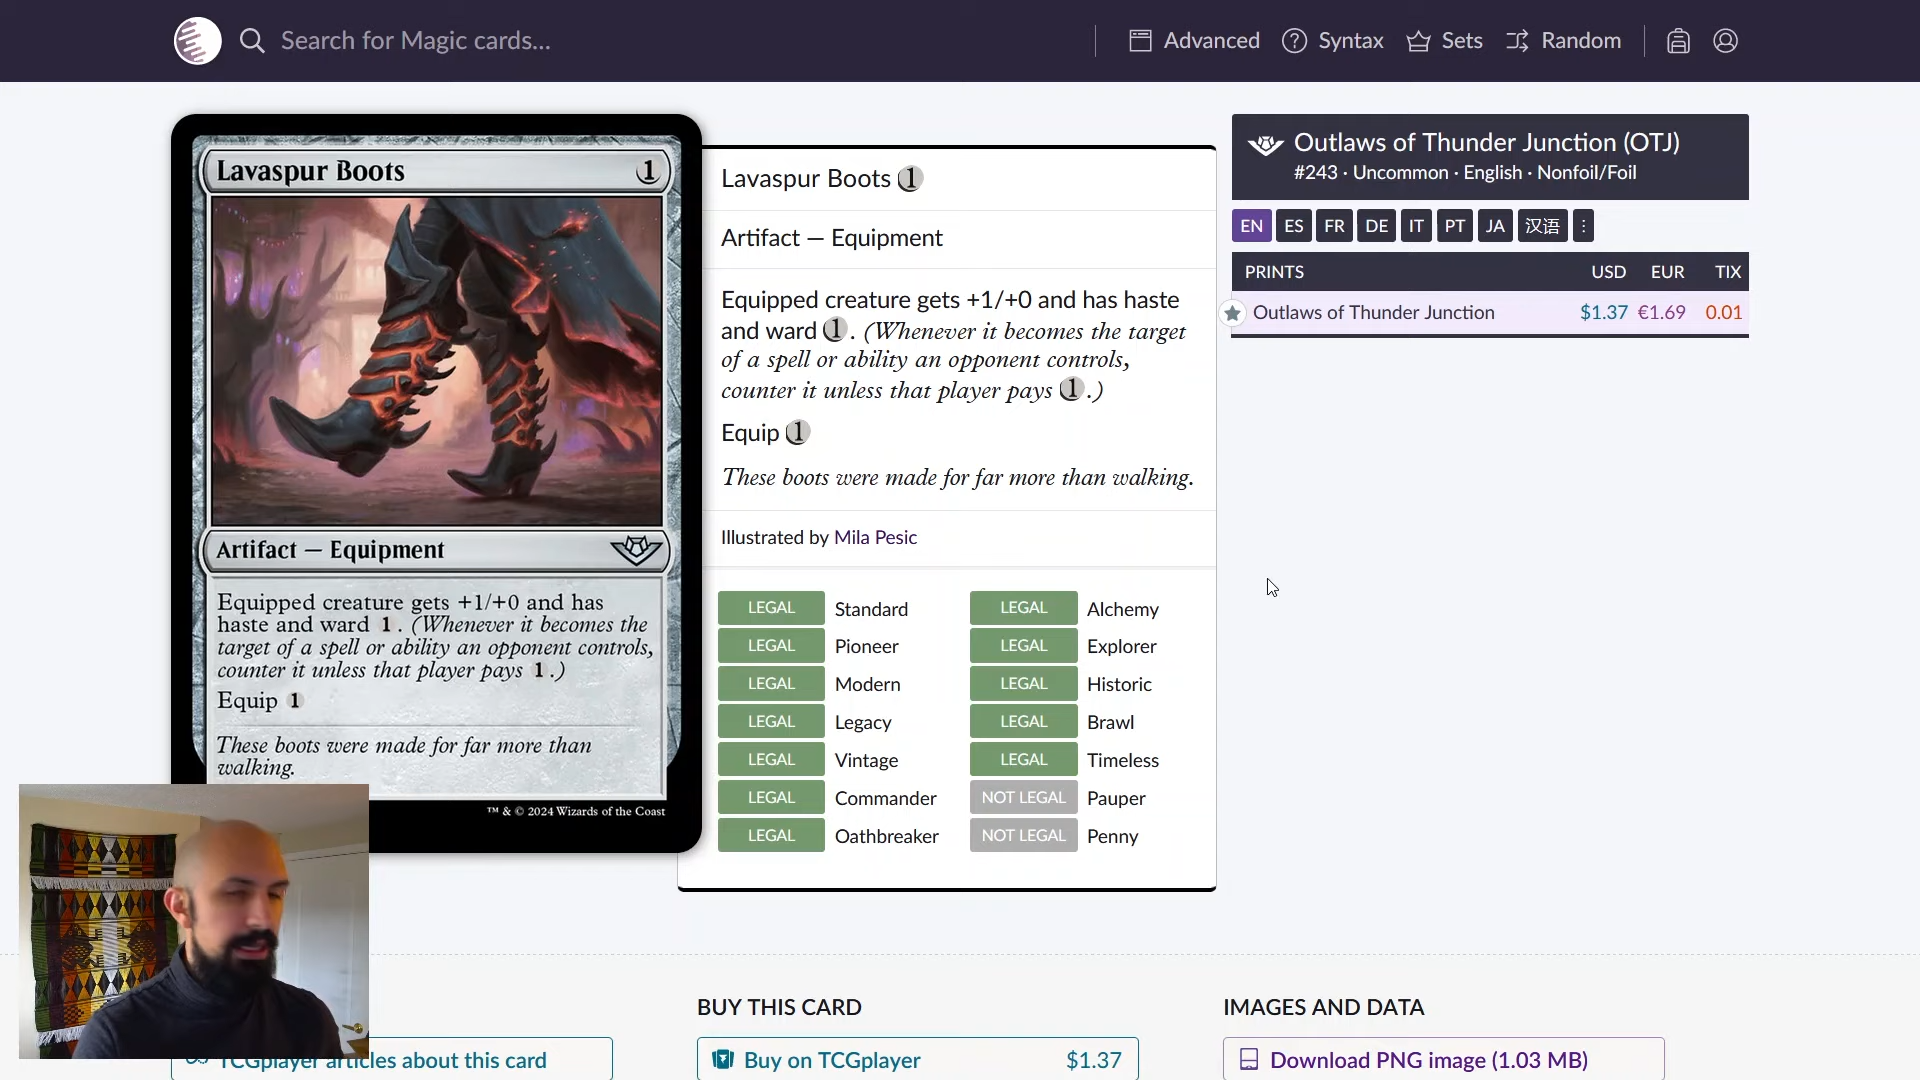 Search for Magic cards...
Advanced
Syntax
Sets
Random
Lavaspur Boots 1
Artifact — Equipment
Equipped creature gets +1/+0 and has
haste and ward 1. (Whenever it becomes the
target of a spell or ability an opponent controls,
counter it unless that player pays 1.)
Equip 1
These boots were made for far more than
walking.
™ & © 2024 Wizards of the Coast
Lavaspur Boots 1
Artifact — Equipment
Equipped creature gets +1/+0 and has haste
and ward 1. (Whenever it becomes the target
of a spell or ability an opponent controls,
counter it unless that player pays 1.)
Equip 1
These boots were made for far more than walking.
Illustrated by Mila Pesic
LEGAL Standard LEGAL Alchemy
LEGAL Pioneer LEGAL Explorer
LEGAL Modern LEGAL Historic
LEGAL Legacy LEGAL Brawl
LEGAL Vintage LEGAL Timeless
LEGAL Commander NOT LEGAL Pauper
LEGAL Oathbreaker NOT LEGAL Penny
Outlaws of Thunder Junction (OTJ)
#243 · Uncommon · English · Nonfoil/Foil
EN ES FR DE IT PT JA 汉语 ⋮
PRINTS USD EUR TIX
Outlaws of Thunder Junction $1.37 €1.69 0.01
TCGplayer articles about this card
BUY THIS CARD
Buy on TCGplayer $1.37
IMAGES AND DATA
Download PNG image (1.03 MB)